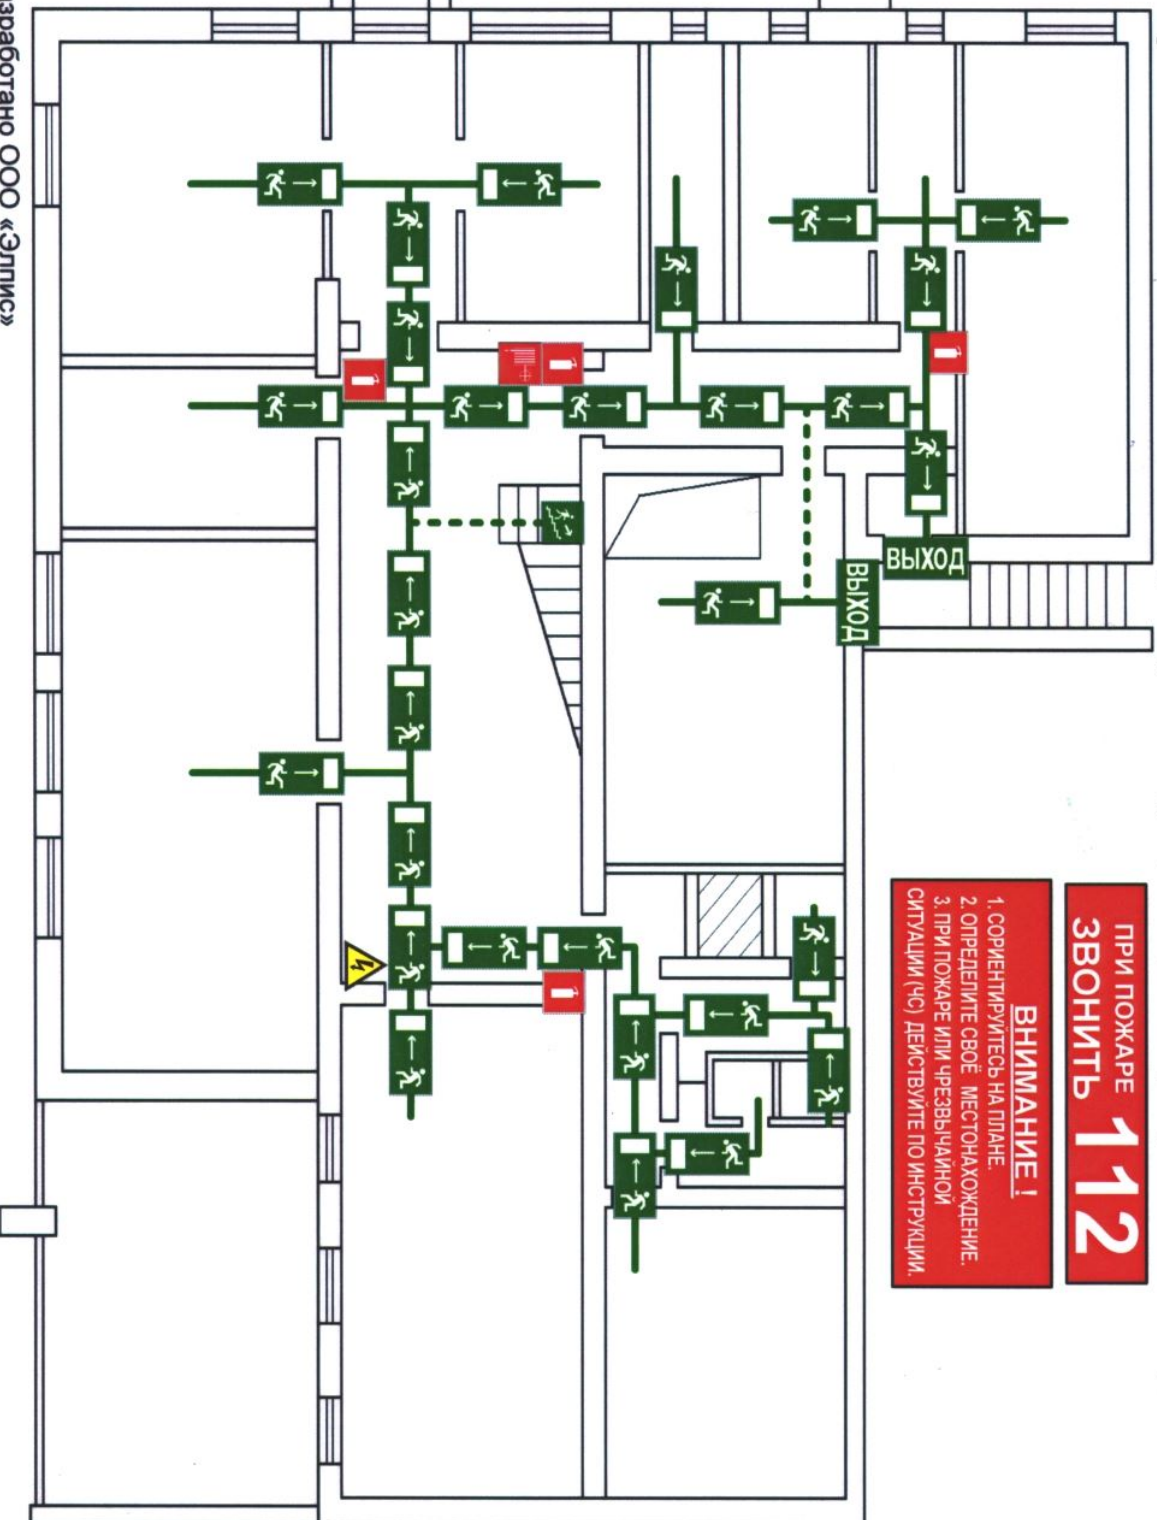 ПРИ ПОЖАРЕ
ЗВОНИТЬ 112
ВНИМАНИЕ!
1. СОРИЕНТИРУЙТЕСЬ НА ПЛАНЕ.
2. ОПРЕДЕЛИТЕ СВОЁ МЕСТОНАХОЖДЕНИЕ.
3. ПРИ ПОЖАРЕ ИЛИ ЧРЕЗВЫЧАЙНОЙ
СИТУАЦИИ (ЧС) ДЕЙСТВУЙТЕ ПО ИНСТРУКЦИИ.
ВЫХОД
ВЫХОД
зработано ООО «Эллис»